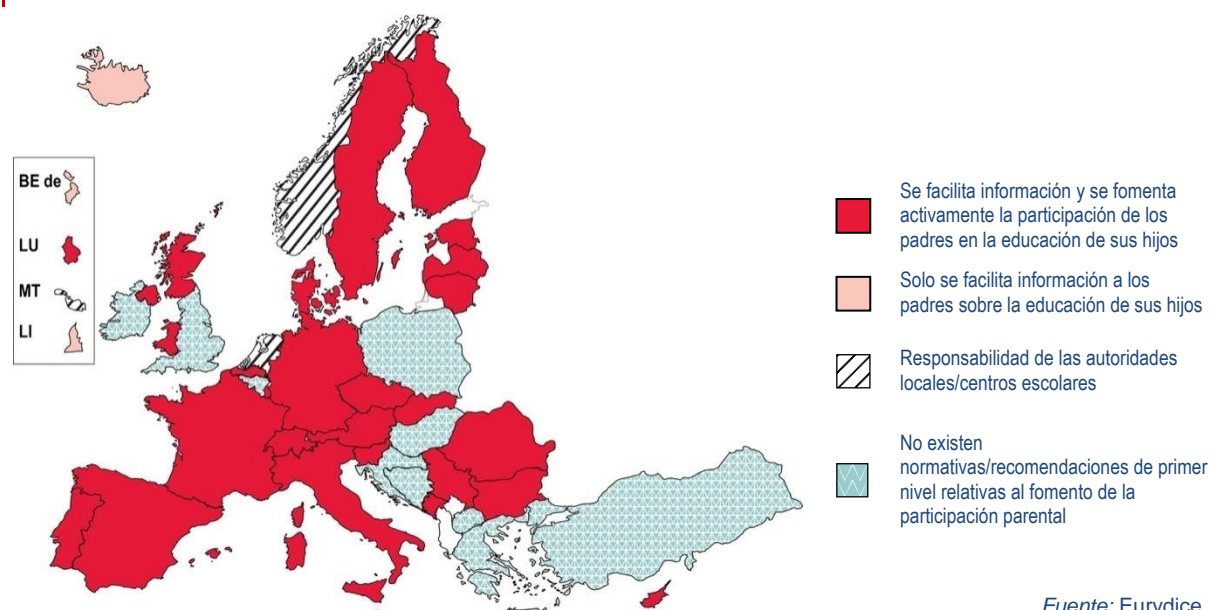 BE de
LU
MT
LI
Se facilita información y se fomenta
activamente la participación de los
padres en la educación de sus hijos
Solo se facilita información a los
padres sobre la educación de sus hijos
Responsabilidad de las autoridades
locales/centros escolares
No existen
normativas/recomendaciones de primer
nivel relativas al fomento de la
participación parental
Fuente: Eurydice